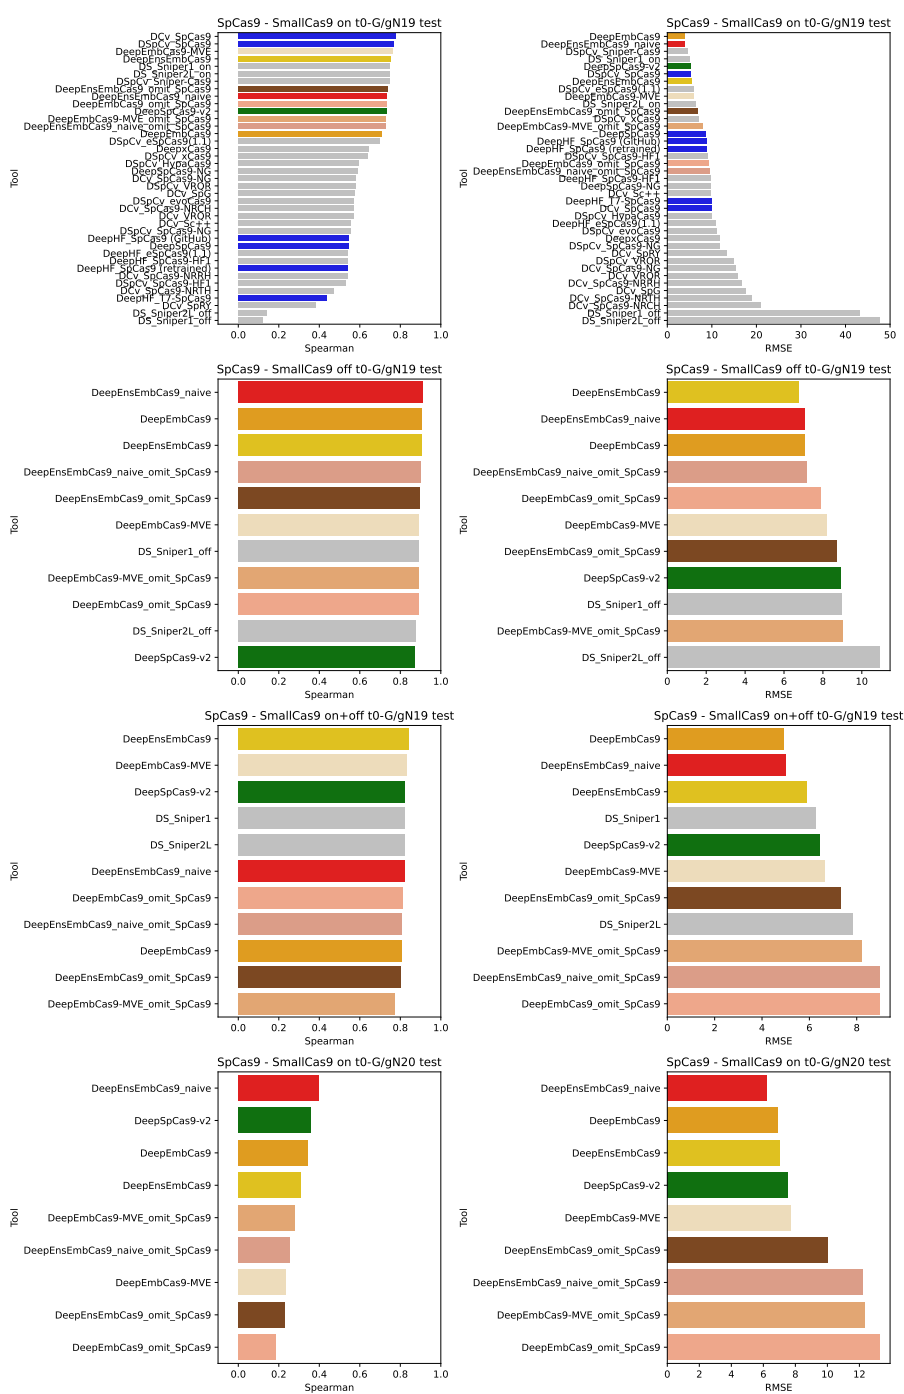 SpCas9 - SmallCas9 on t0-G/gN19 test
Tool
DCv_SpCas9
DSpCv_SpCas9
DeepEmbCas9-MVE
DeepEnsEmbCas9
DS_Sniper1_on
DS_Sniper2L_on
DSpCv_Sniper-Cas9
DeepEnsEmbCas9_omit_SpCas9
DeepEnsEmbCas9_naive
DeepEmbCas9_omit_SpCas9
DeepSpCas9-v2
DeepEmbCas9-MVE_omit_SpCas9
DeepEnsEmbCas9_naive_omit_SpCas9
DeepEmbCas9
DSpCv_eSpCas9(1.1)
DeepxCas9
DSpCv_xCas9
DSpCv_HypaCas9
DeepSpCas9-NG
DCv_SpCas9-NG
DSpCv_VRQR
DCv_SpG
DSpCv_evoCas9
DCv_SpCas9-NRCH
DCv_VRQR
DCv_Sc++
DSpCv_SpCas9-NG
DeepHF_SpCas9 (GitHub)
DeepSpCas9
DeepHF_eSpCas9(1.1)
DeepHF_SpCas9-HF1
DeepHF_SpCas9 (retrained)
DCv_SpCas9-NRRH
DSpCv_SpCas9-HF1
DCv_SpCas9-NRTH
DeepHF_T7-SpCas9
DCv_SpRY
DS_Sniper2L_off
DS_Sniper1_off
0.0 0.2 0.4 0.6 0.8 1.0
Spearman
SpCas9 - SmallCas9 on t0-G/gN19 test
Tool
DeepEmbCas9
DeepEnsEmbCas9_naive
DSpCv_Sniper-Cas9
DS_Sniper1_on
DeepSpCas9-v2
DSpCv_SpCas9
DeepEnsEmbCas9
DSpCv_eSpCas9(1.1)
DeepEmbCas9-MVE
DS_Sniper2L_on
DeepEnsEmbCas9_omit_SpCas9
DSpCv_xCas9
DeepEmbCas9-MVE_omit_SpCas9
DeepSpCas9
DeepHF_SpCas9 (GitHub)
DeepHF_SpCas9 (retrained)
DSpCv_SpCas9-HF1
DeepEmbCas9_omit_SpCas9
DeepEnsEmbCas9_naive_omit_SpCas9
DeepHF_SpCas9-HF1
DeepSpCas9-NG
DCv_Sc++
DeepHF_T7-SpCas9
DCv_SpCas9
DSpCv_HypaCas9
DeepHF_eSpCas9(1.1)
DSpCv_evoCas9
DeepxCas9
DSpCv_SpCas9-NG
DCv_SpRY
DSpCv_VRQR
DCv_SpCas9-NG
DCv_VRQR
DCv_SpCas9-NRRH
DCv_SpG
DCv_SpCas9-NRTH
DCv_SpCas9-NRCH
DS_Sniper1_off
DS_Sniper2L_off
0 10 20 30 40 50
RMSE
SpCas9 - SmallCas9 off t0-G/gN19 test
Tool
DeepEnsEmbCas9_naive
DeepEmbCas9
DeepEnsEmbCas9
DeepEnsEmbCas9_naive_omit_SpCas9
DeepEnsEmbCas9_omit_SpCas9
DeepEmbCas9-MVE
DS_Sniper1_off
DeepEmbCas9-MVE_omit_SpCas9
DeepEmbCas9_omit_SpCas9
DS_Sniper2L_off
DeepSpCas9-v2
0.0 0.2 0.4 0.6 0.8 1.0
Spearman
SpCas9 - SmallCas9 off t0-G/gN19 test
Tool
DeepEnsEmbCas9
DeepEnsEmbCas9_naive
DeepEmbCas9
DeepEnsEmbCas9_naive_omit_SpCas9
DeepEmbCas9_omit_SpCas9
DeepEmbCas9-MVE
DeepEnsEmbCas9_omit_SpCas9
DeepSpCas9-v2
DS_Sniper1_off
DeepEmbCas9-MVE_omit_SpCas9
DS_Sniper2L_off
0 2 4 6 8 10
RMSE
SpCas9 - SmallCas9 on+off t0-G/gN19 test
Tool
DeepEnsEmbCas9
DeepEmbCas9-MVE
DeepSpCas9-v2
DS_Sniper1
DS_Sniper2L
DeepEnsEmbCas9_naive
DeepEmbCas9_omit_SpCas9
DeepEnsEmbCas9_naive_omit_SpCas9
DeepEmbCas9
DeepEnsEmbCas9_omit_SpCas9
DeepEmbCas9-MVE_omit_SpCas9
0.0 0.2 0.4 0.6 0.8 1.0
Spearman
SpCas9 - SmallCas9 on+off t0-G/gN19 test
Tool
DeepEmbCas9
DeepEnsEmbCas9_naive
DeepEnsEmbCas9
DS_Sniper1
DeepSpCas9-v2
DeepEmbCas9-MVE
DeepEnsEmbCas9_omit_SpCas9
DS_Sniper2L
DeepEmbCas9-MVE_omit_SpCas9
DeepEnsEmbCas9_naive_omit_SpCas9
DeepEmbCas9_omit_SpCas9
0 2 4 6 8
RMSE
SpCas9 - SmallCas9 on t0-G/gN20 test
Tool
DeepEnsEmbCas9_naive
DeepSpCas9-v2
DeepEmbCas9
DeepEnsEmbCas9
DeepEmbCas9-MVE_omit_SpCas9
DeepEnsEmbCas9_naive_omit_SpCas9
DeepEmbCas9-MVE
DeepEnsEmbCas9_omit_SpCas9
DeepEmbCas9_omit_SpCas9
0.0 0.2 0.4 0.6 0.8 1.0
Spearman
SpCas9 - SmallCas9 on t0-G/gN20 test
Tool
DeepEnsEmbCas9_naive
DeepEmbCas9
DeepEnsEmbCas9
DeepSpCas9-v2
DeepEmbCas9-MVE
DeepEnsEmbCas9_omit_SpCas9
DeepEnsEmbCas9_naive_omit_SpCas9
DeepEmbCas9-MVE_omit_SpCas9
DeepEmbCas9_omit_SpCas9
0 2 4 6 8 10 12
RMSE